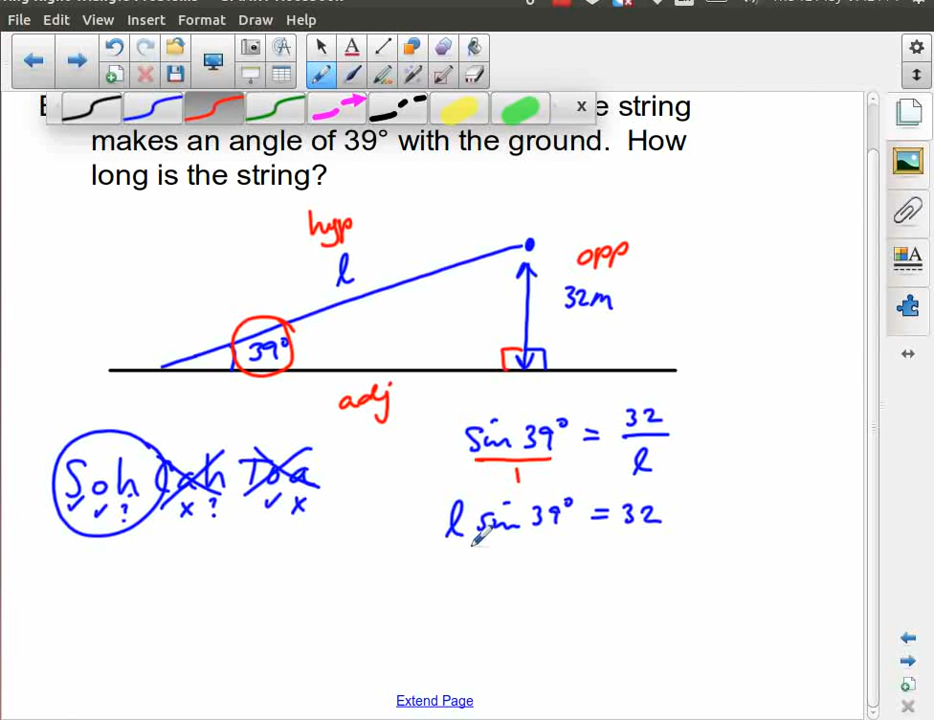 File Edit View Insert Format Draw Help
A
x
e string
makes an angle of 39° with the ground. How
long is the string?
hyp
l
opp
32m
39°
adj
Soh Cah Toa
✓ ✓ ? x ? ✓ x
sin 39° = 32
1 l
l sin 39° = 32
Extend Page